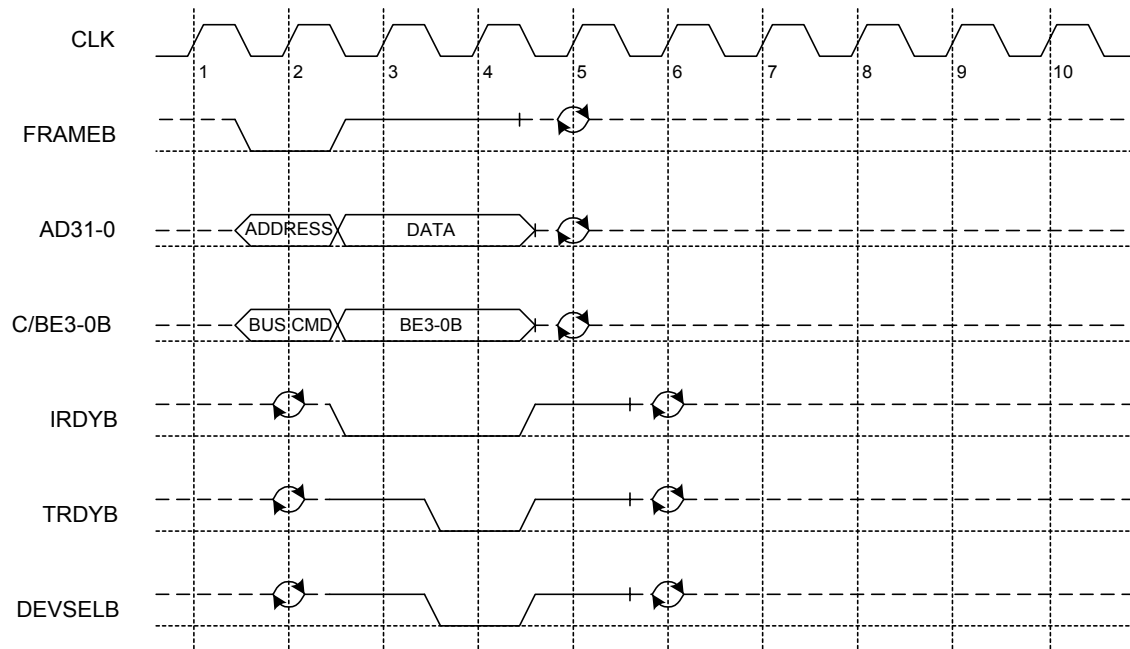 CLK
1 2 3 4 5 6 7 8 9 10
FRAMEB
AD31-0
ADDRESS DATA
C/BE3-0B
BUS CMD BE3-0B
IRDYB
TRDYB
DEVSELB